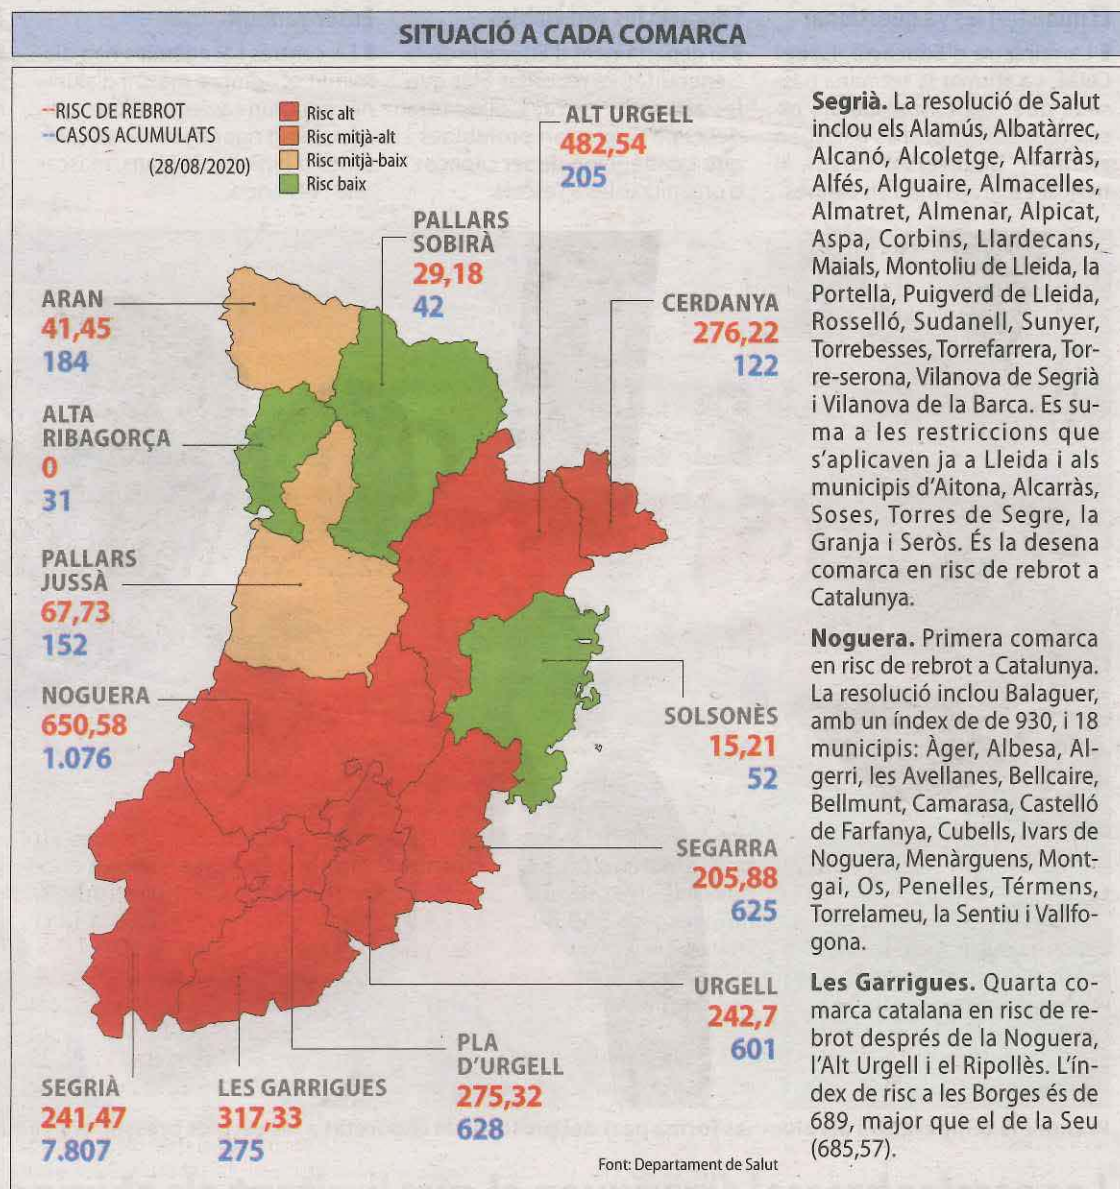 SITUACIÓ A CADA COMARCA
RISC DE REBROT
CASOS ACUMULATS
(28/08/2020)
Risc alt
Risc mitjà-alt
Risc mitjà-baix
Risc baix
ALT URGELL
482,54
205
PALLARS
SOBIRÀ
29,18
42
ARAN
41,45
184
CERDANYA
276,22
122
ALTA
RIBAGORÇA
0
31
PALLARS
JUSSÀ
67,73
152
NOGUERA
650,58
1.076
SOLSONÈS
15,21
52
SEGARRA
205,88
625
URGELL
242,7
601
PLA
D'URGELL
275,32
628
SEGRIÀ
241,47
7.807
LES GARRIGUES
317,33
275
Font: Departament de Salut
Segrià. La resolució de Salut
inclou els Alamús, Albatàrrec,
Alcanó, Alcoletge, Alfarràs,
Alfés, Alguaire, Almacelles,
Almatret, Almenar, Alpicat,
Aspa, Corbins, Llardecans,
Maials, Montoliu de Lleida, la
Portella, Puigverd de Lleida,
Rosselló, Sudanell, Sunyer,
Torrebesses, Torrefarrera, Tor-
re-serona, Vilanova de Segrià
i Vilanova de la Barca. Es su-
ma a les restriccions que
s'aplicaven ja a Lleida i als
municipis d'Aitona, Alcarràs,
Soses, Torres de Segre, la
Granja i Seròs. És la desena
comarca en risc de rebrot a
Catalunya.
Noguera. Primera comarca
en risc de rebrot a Catalunya.
La resolució inclou Balaguer,
amb un índex de de 930, i 18
municipis: Àger, Albesa, Al-
gerri, les Avellanes, Bellcaire,
Bellmunt, Camarasa, Castelló
de Farfanya, Cubells, Ivars de
Noguera, Menàrguens, Mont-
gai, Os, Penelles, Térmens,
Torrelameu, la Sentiu i Vallfo-
gona.
Les Garrigues. Quarta co-
marca catalana en risc de re-
brot després de la Noguera,
l'Alt Urgell i el Ripollès. L'ín-
dex de risc a les Borges és de
689, major que el de la Seu
(685,57).